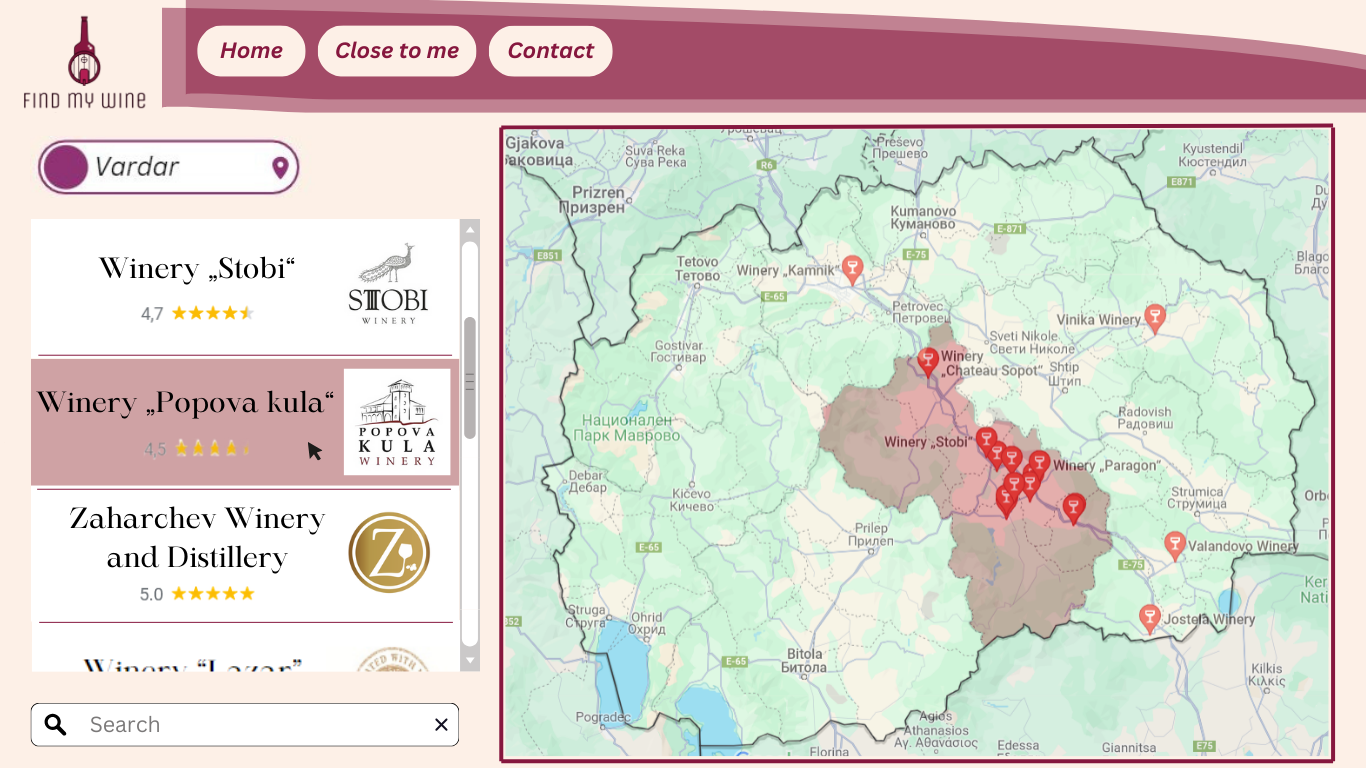 FIND MY WINE
Home
Close to me
Contact
Vardar
Winery „Stobi“
4,7
STOBI
WINERY
Winery „Popova kula“
4,5
POPOVA
KULA
WINERY
Zaharchev Winery
and Distillery
5.0
Z
Winery “Lazar”
Search
Gjakova
Ђаковица
Урошевац
R6
Suva Reka
Сува Река
Preševo
Прешево
Kyustendil
Кюстендил
E871
Prizren
Призрен
Kumanovo
Куманово
E-871
E851
Tetovo
Тетово
Winery „Kamnik“
E-75
E-65
Petrovec
Петровец
Vinika Winery
Gostivar
Гостивар
Winery
„Chateau Sopot“
Sveti Nikole
Свети Николе
Shtip
Штип
Национален
Парк Маврово
Radovish
Радовиш
Winery „Stobi“
Winery „Paragon“
Debar
Дебар
Kičevo
Кичево
Strumica
Струмица
Prilep
Прилеп
E-65
Valandovo Winery
E-75
Struga
Струга
Ohrid
Охрид
Jostela Winery
Bitola
Битола
E-65
Kilkis
Κιλκίς
Pogradec
Agios
Athanasios
Αγ. Αθανάσιος
Florina
Edessa
Giannitsa
E75